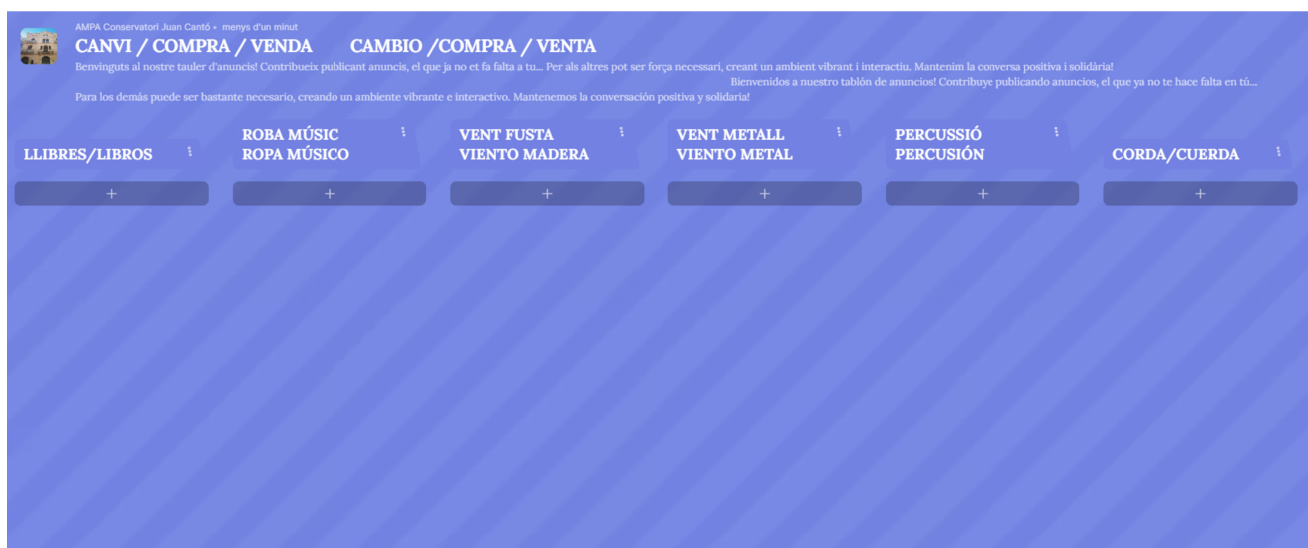 AMPA Conservatori Juan Cantó • menys d'un minut
CANVI / COMPRA / VENDA CAMBIO /COMPRA / VENTA
Benvinguts al nostre tauler d'anuncis! Contribueix publicant anuncis, el que ja no et fa falta a tu... Per als altres pot ser força necessari, creant un ambient vibrant i interactiu. Mantenim la conversa positiva i solidària!
Bienvenidos a nuestro tablón de anuncios! Contribuye publicando anuncios, el que ya no te hace falta en tú...
Para los demás puede ser bastante necesario, creando un ambiente vibrante e interactivo. Mantenemos la conversación positiva y solidaria!
LLIBRES/LIBROS
ROBA MÚSIC
ROPA MÚSICO
VENT FUSTA
VIENTO MADERA
VENT METALL
VIENTO METAL
PERCUSSIÓ
PERCUSIÓN
CORDA/CUERDA